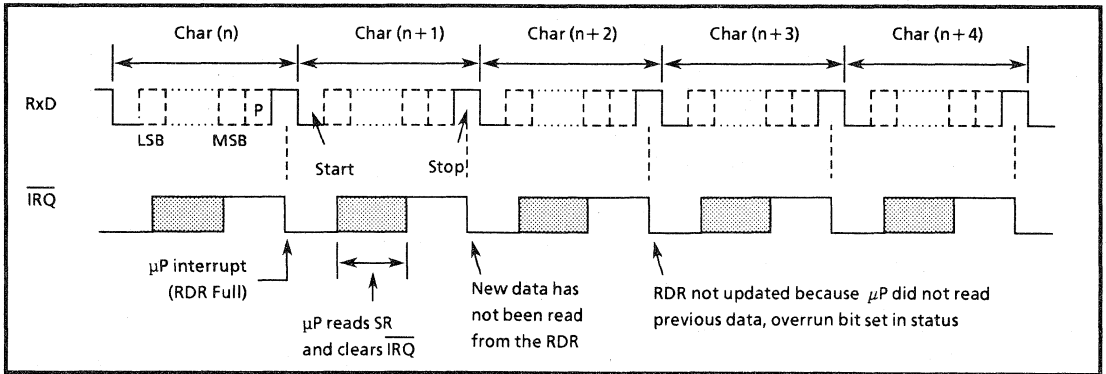 Char (n)
Char (n + 1)
Char (n + 2)
Char (n + 3)
Char (n + 4)
RxD
P
LSB
MSB
Start
Stop
IRQ
μP interrupt
(RDR Full)
μP reads SR
and clears IRQ
New data has
not been read
from the RDR
RDR not updated because μP did not read
previous data, overrun bit set in status